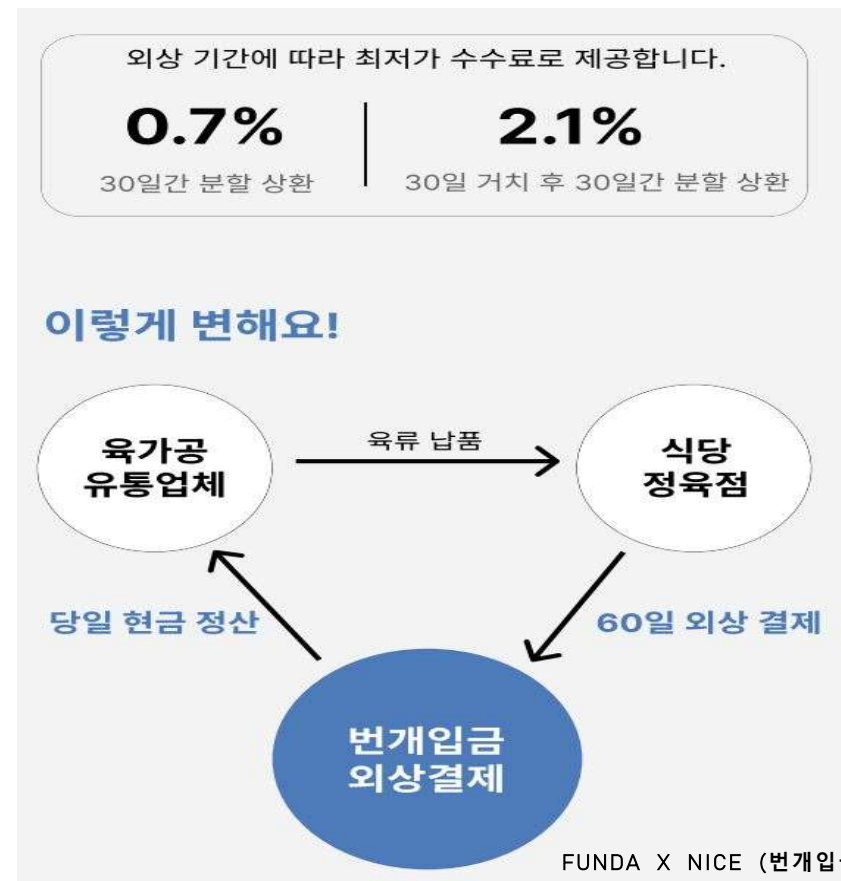 외상 기간에 따라 최저가 수수료로 제공합니다.
0.7%
2.1%
30일간 분할 상환
30일 거치 후 30일간 분할 상환
이렇게 변해요!
육가공
유통업체
육류 납품
식당
정육점
당일 현금 정산
60일 외상 결제
번개입금
외상결제
FUNDA X NICE (번개입